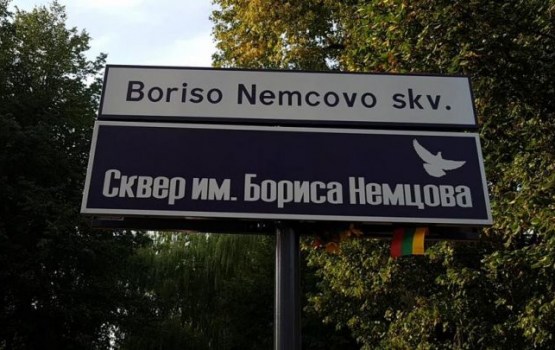 Boriso Nemcovo skv.
Сквер им. Бориса Немцова